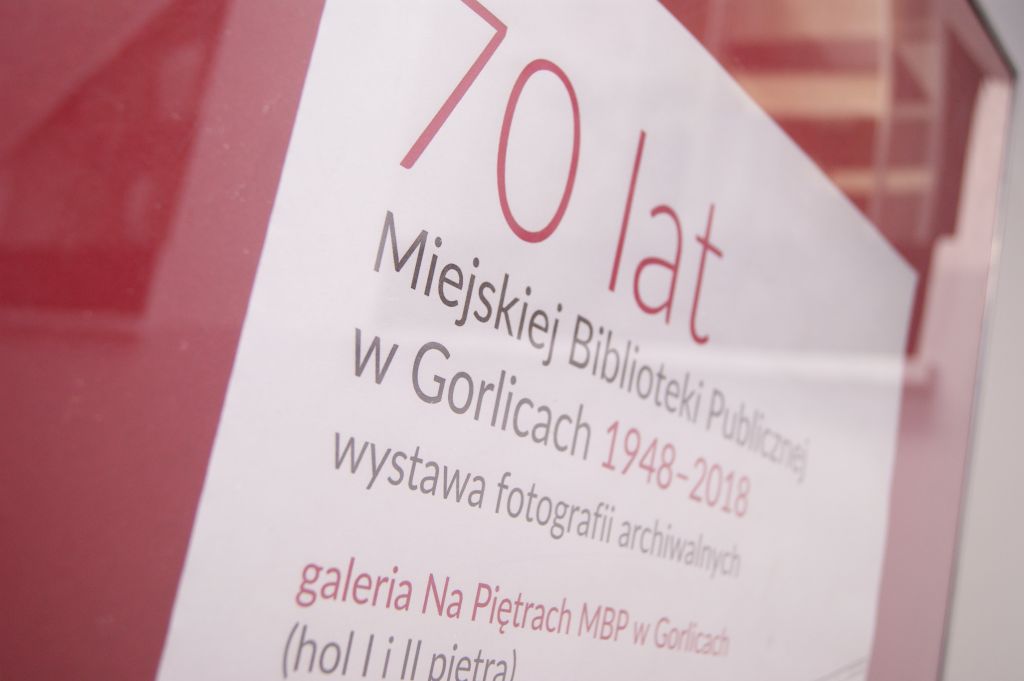 70 lat
Miejskiej Biblioteki Publicznej
w Gorlicach 1948-2018
wystawa fotografii archiwalnych
galeria Na Piętrach MBP w Gorlicach
(hol I i II piętra)